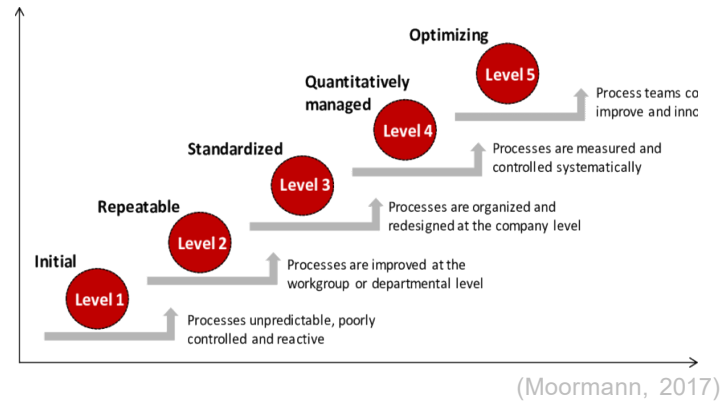 Optimizing
Level 5
Process teams co
improve and inno
Quantitatively
managed
Level 4
Processes are measured and
controlled systematically
Standardized
Level 3
Processes are organized and
redesigned at the company level
Repeatable
Level 2
Processes are improved at the
workgroup or departmental level
Initial
Level 1
Processes unpredictable, poorly
controlled and reactive
(Moormann, 2017)